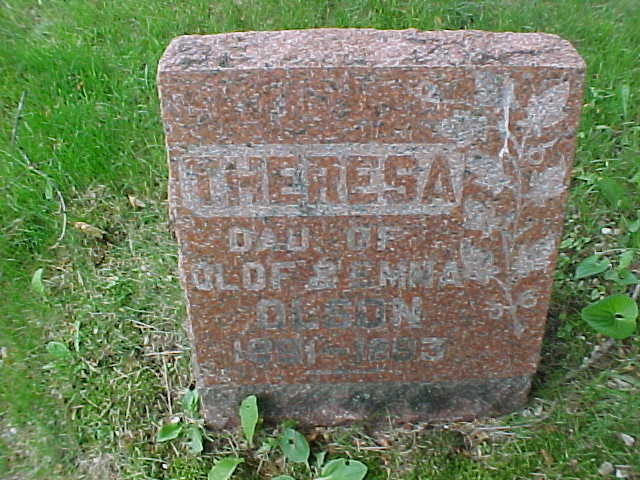 THERESA
DAU. OF
OLOF & EMMA
OLSON
1891-1893